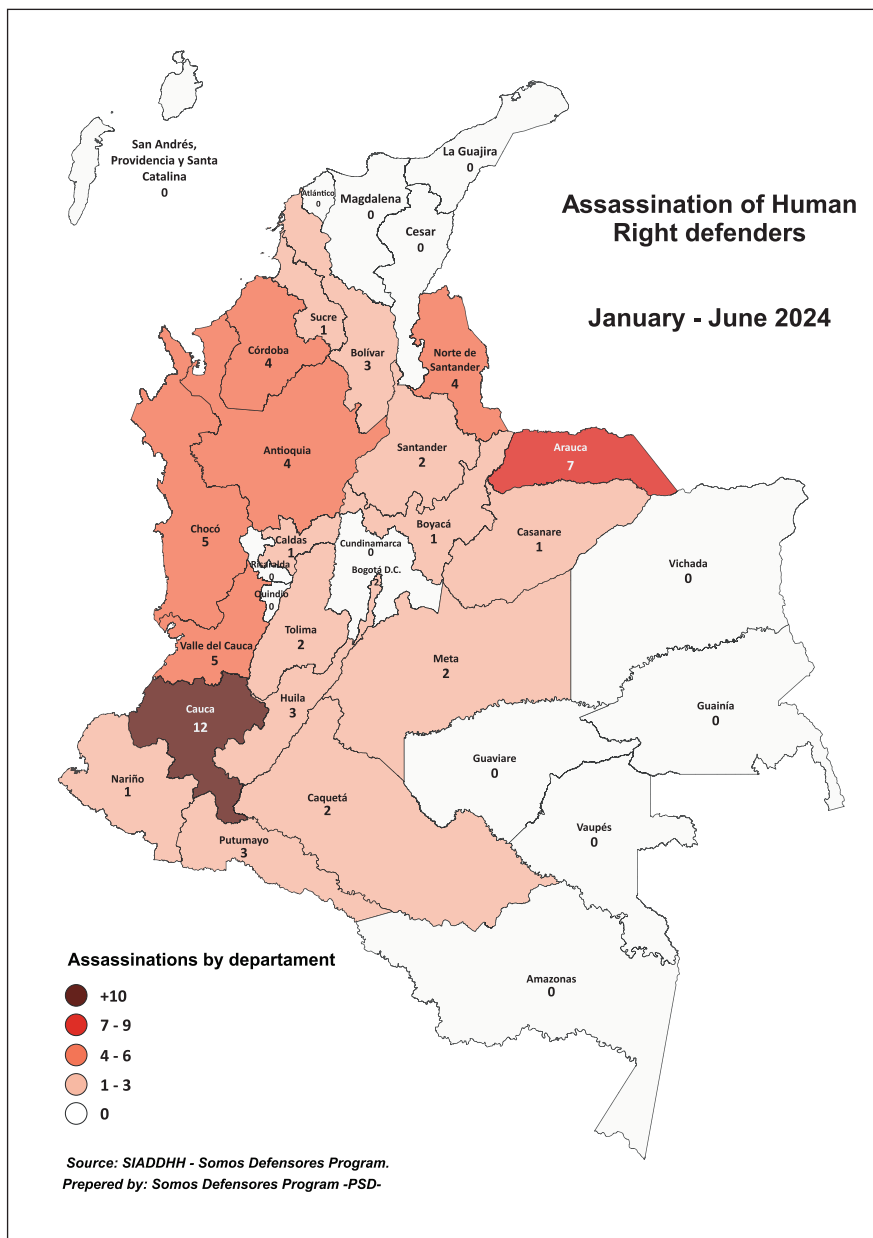 San Andrés,
Providencia y Santa
Catalina
0
La Guajira
0
Atlántico
0
Magdalena
0
Cesar
0
Assassination of Human
Right defenders
January - June 2024
Sucre
1
Córdoba
4
Bolívar
3
Norte de
Santander
4
Antioquia
4
Santander
2
Arauca
7
Chocó
5
Caldas
1
Boyacá
1
Casanare
1
Cundinamarca
0
Risaralda
0
Bogotá D.C.
2
Vichada
0
Quindío
0
Tolima
2
Valle del Cauca
5
Meta
2
Huila
3
Cauca
12
Guainía
0
Guaviare
0
Nariño
1
Caquetá
2
Vaupés
0
Putumayo
3
Amazonas
0
Assassinations by departament
+10
7 - 9
4 - 6
1 - 3
0
Source: SIADDHH - Somos Defensores Program.
Prepered by: Somos Defensores Program -PSD-